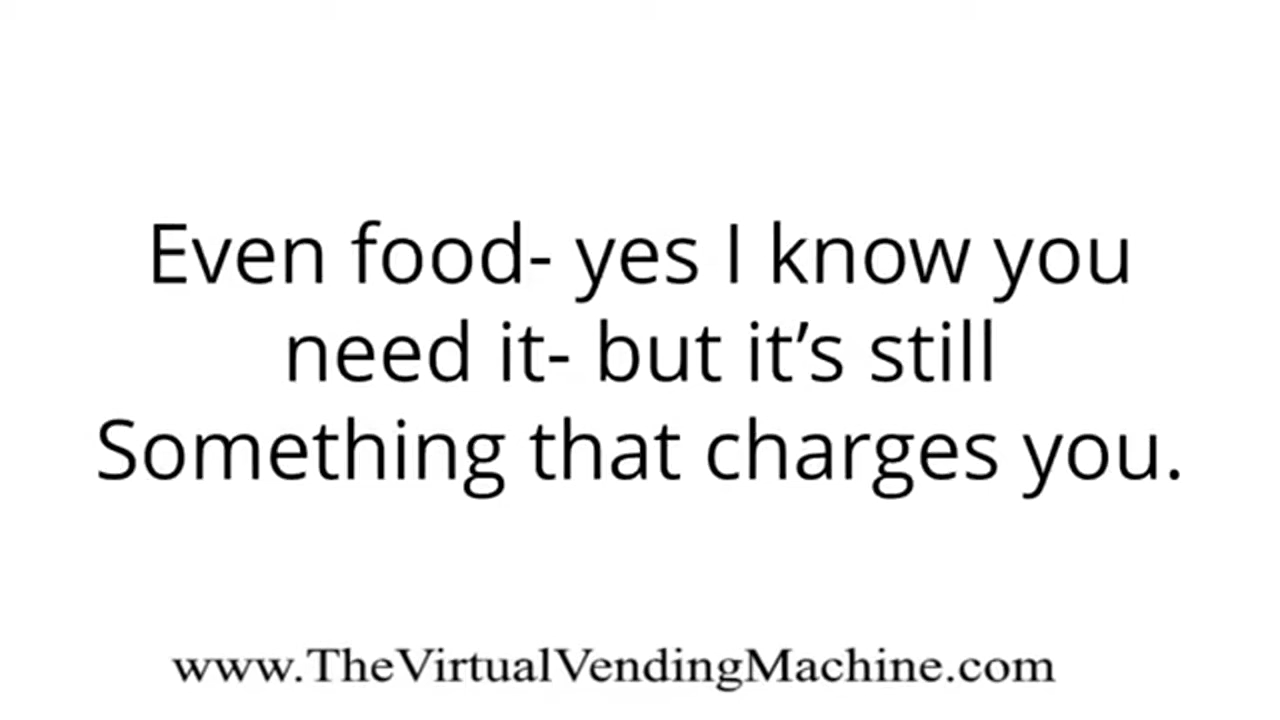 Even food- yes I know you
need it- but it’s still
Something that charges you.
www.TheVirtualVendingMachine.com